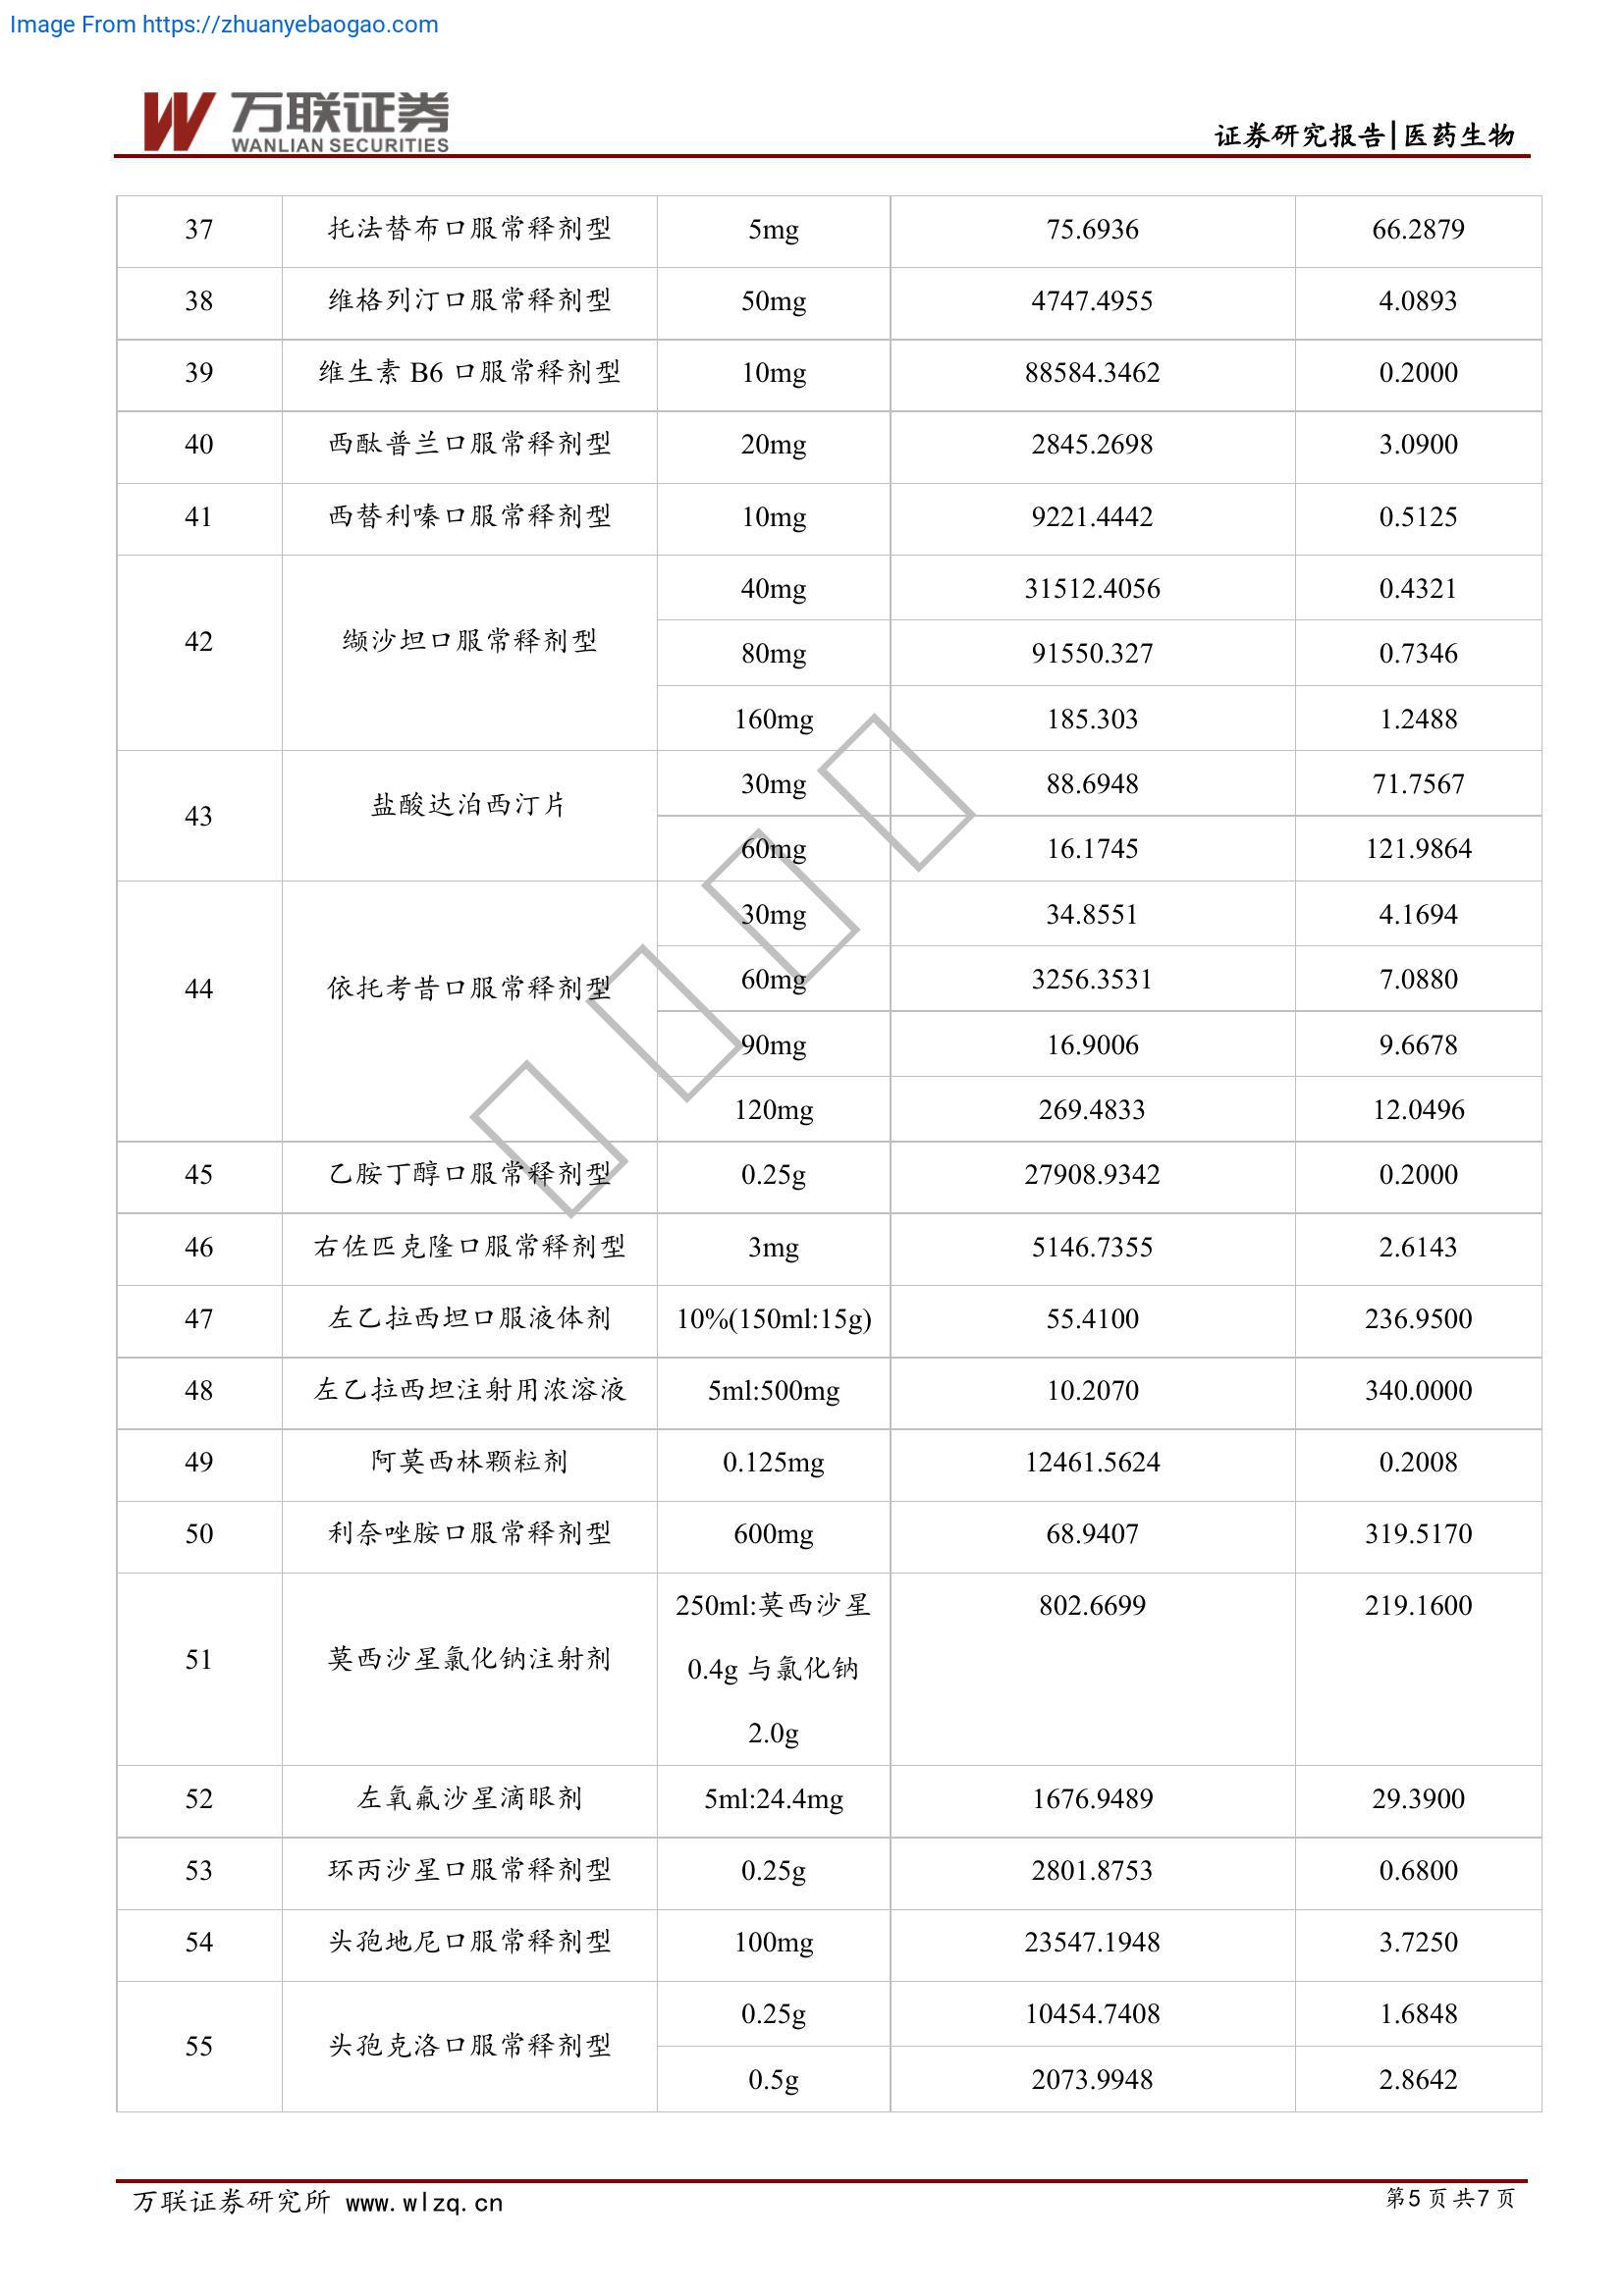 Image From https://zhuanyebaogao.com
万联证券
WANLIAN SECURITIES
证券研究报告|医药生物
37 托法替布口服常释剂型 5mg 75.6936 66.2879
38 维格列汀口服常释剂型 50mg 4747.4955 4.0893
39 维生素 B6 口服常释剂型 10mg 88584.3462 0.2000
40 西酞普兰口服常释剂型 20mg 2845.2698 3.0900
41 西替利嗪口服常释剂型 10mg 9221.4442 0.5125
42 缬沙坦口服常释剂型 40mg 31512.4056 0.4321
80mg 91550.327 0.7346
160mg 185.303 1.2488
43 盐酸达泊西汀片 30mg 88.6948 71.7567
60mg 16.1745 121.9864
44 依托考昔口服常释剂型 30mg 34.8551 4.1694
60mg 3256.3531 7.0880
90mg 16.9006 9.6678
120mg 269.4833 12.0496
45 乙胺丁醇口服常释剂型 0.25g 27908.9342 0.2000
46 右佐匹克隆口服常释剂型 3mg 5146.7355 2.6143
47 左乙拉西坦口服液体剂 10%(150ml:15g) 55.4100 236.9500
48 左乙拉西坦注射用浓溶液 5ml:500mg 10.2070 340.0000
49 阿莫西林颗粒剂 0.125mg 12461.5624 0.2008
50 利奈唑胺口服常释剂型 600mg 68.9407 319.5170
51 莫西沙星氯化钠注射剂 250ml:莫西沙星 802.6699 219.1600
0.4g 与氯化钠
2.0g
52 左氧氟沙星滴眼剂 5ml:24.4mg 1676.9489 29.3900
53 环丙沙星口服常释剂型 0.25g 2801.8753 0.6800
54 头孢地尼口服常释剂型 100mg 23547.1948 3.7250
55 头孢克洛口服常释剂型 0.25g 10454.7408 1.6848
0.5g 2073.9948 2.8642
万联证券研究所 www.wlzq.cn 第5页共7页